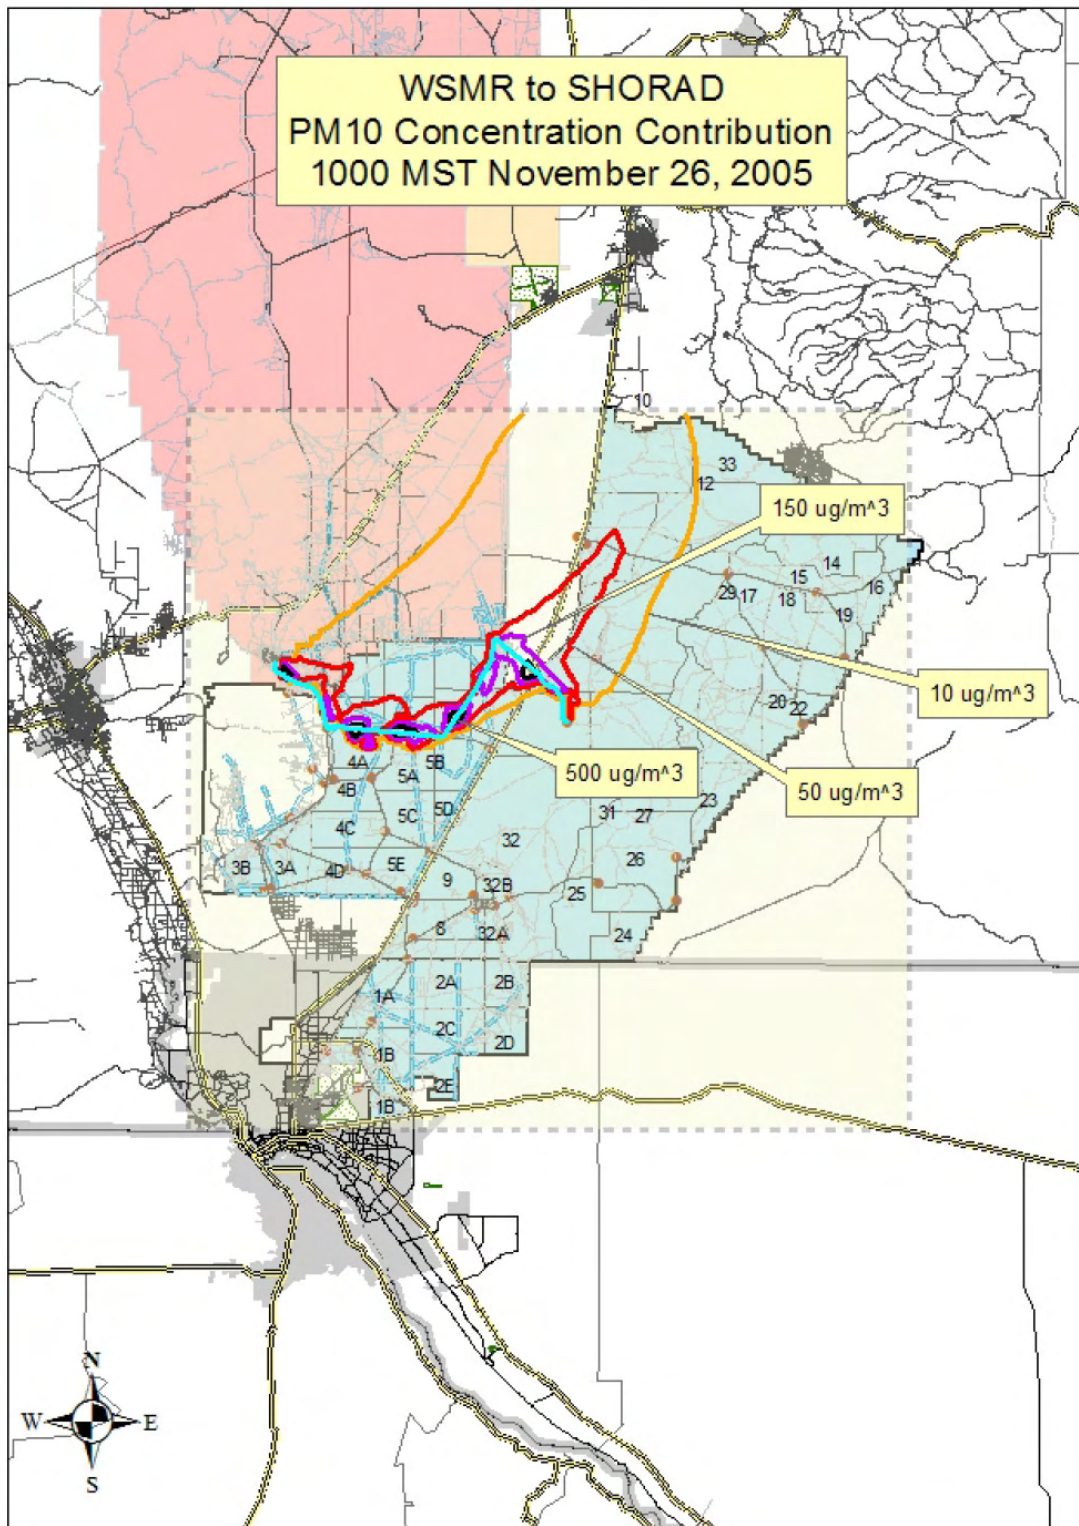 WSMR to SHORAD
PM10 Concentration Contribution
1000 MST November 26, 2005
10
33
12
150 ug/m^3
14
15
16
29
17
18
19
10 ug/m^3
20
22
4A
5A
5B
500 ug/m^3
50 ug/m^3
4B
23
5C
5D
31
27
4C
32
26
3B
3A
4D
5E
9
32B
25
8
32A
24
2A
2B
1A
2C
2D
1B
2E
1B
N
W
E
S